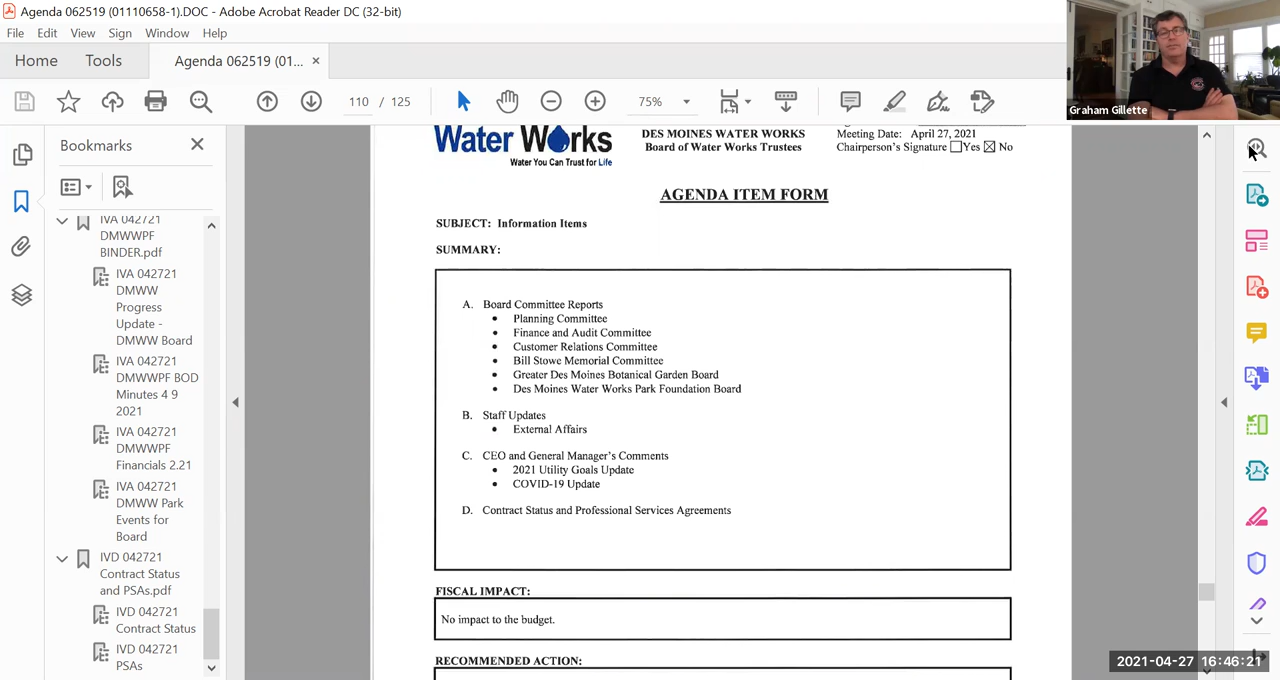 Agenda 062519 (01110658-1).DOC - Adobe Acrobat Reader DC (32-bit)
File Edit View Sign Window Help
Home Tools Agenda 062519 (01... ×
110 / 125 75%
Graham Gillette
Bookmarks
IVA 042721
DMWWPF
BINDER.pdf
IVA 042721
DMWW
Progress
Update -
DMWW Board
IVA 042721
DMWWPF BOD
Minutes 4 9
2021
IVA 042721
DMWWPF
Financials 2.21
IVA 042721
DMWW Park
Events for
Board
IVD 042721
Contract Status
and PSAs.pdf
IVD 042721
Contract Status
IVD 042721
PSAs
Water Works
Water You Can Trust for Life
DES MOINES WATER WORKS
Board of Water Works Trustees
Meeting Date: April 27, 2021
Chairperson's Signature ☐Yes ☒ No
AGENDA ITEM FORM
SUBJECT: Information Items
SUMMARY:
A. Board Committee Reports
• Planning Committee
• Finance and Audit Committee
• Customer Relations Committee
• Bill Stowe Memorial Committee
• Greater Des Moines Botanical Garden Board
• Des Moines Water Works Park Foundation Board
B. Staff Updates
• External Affairs
C. CEO and General Manager's Comments
• 2021 Utility Goals Update
• COVID-19 Update
D. Contract Status and Professional Services Agreements
FISCAL IMPACT:
No impact to the budget.
RECOMMENDED ACTION:
2021-04-27 16:46:21